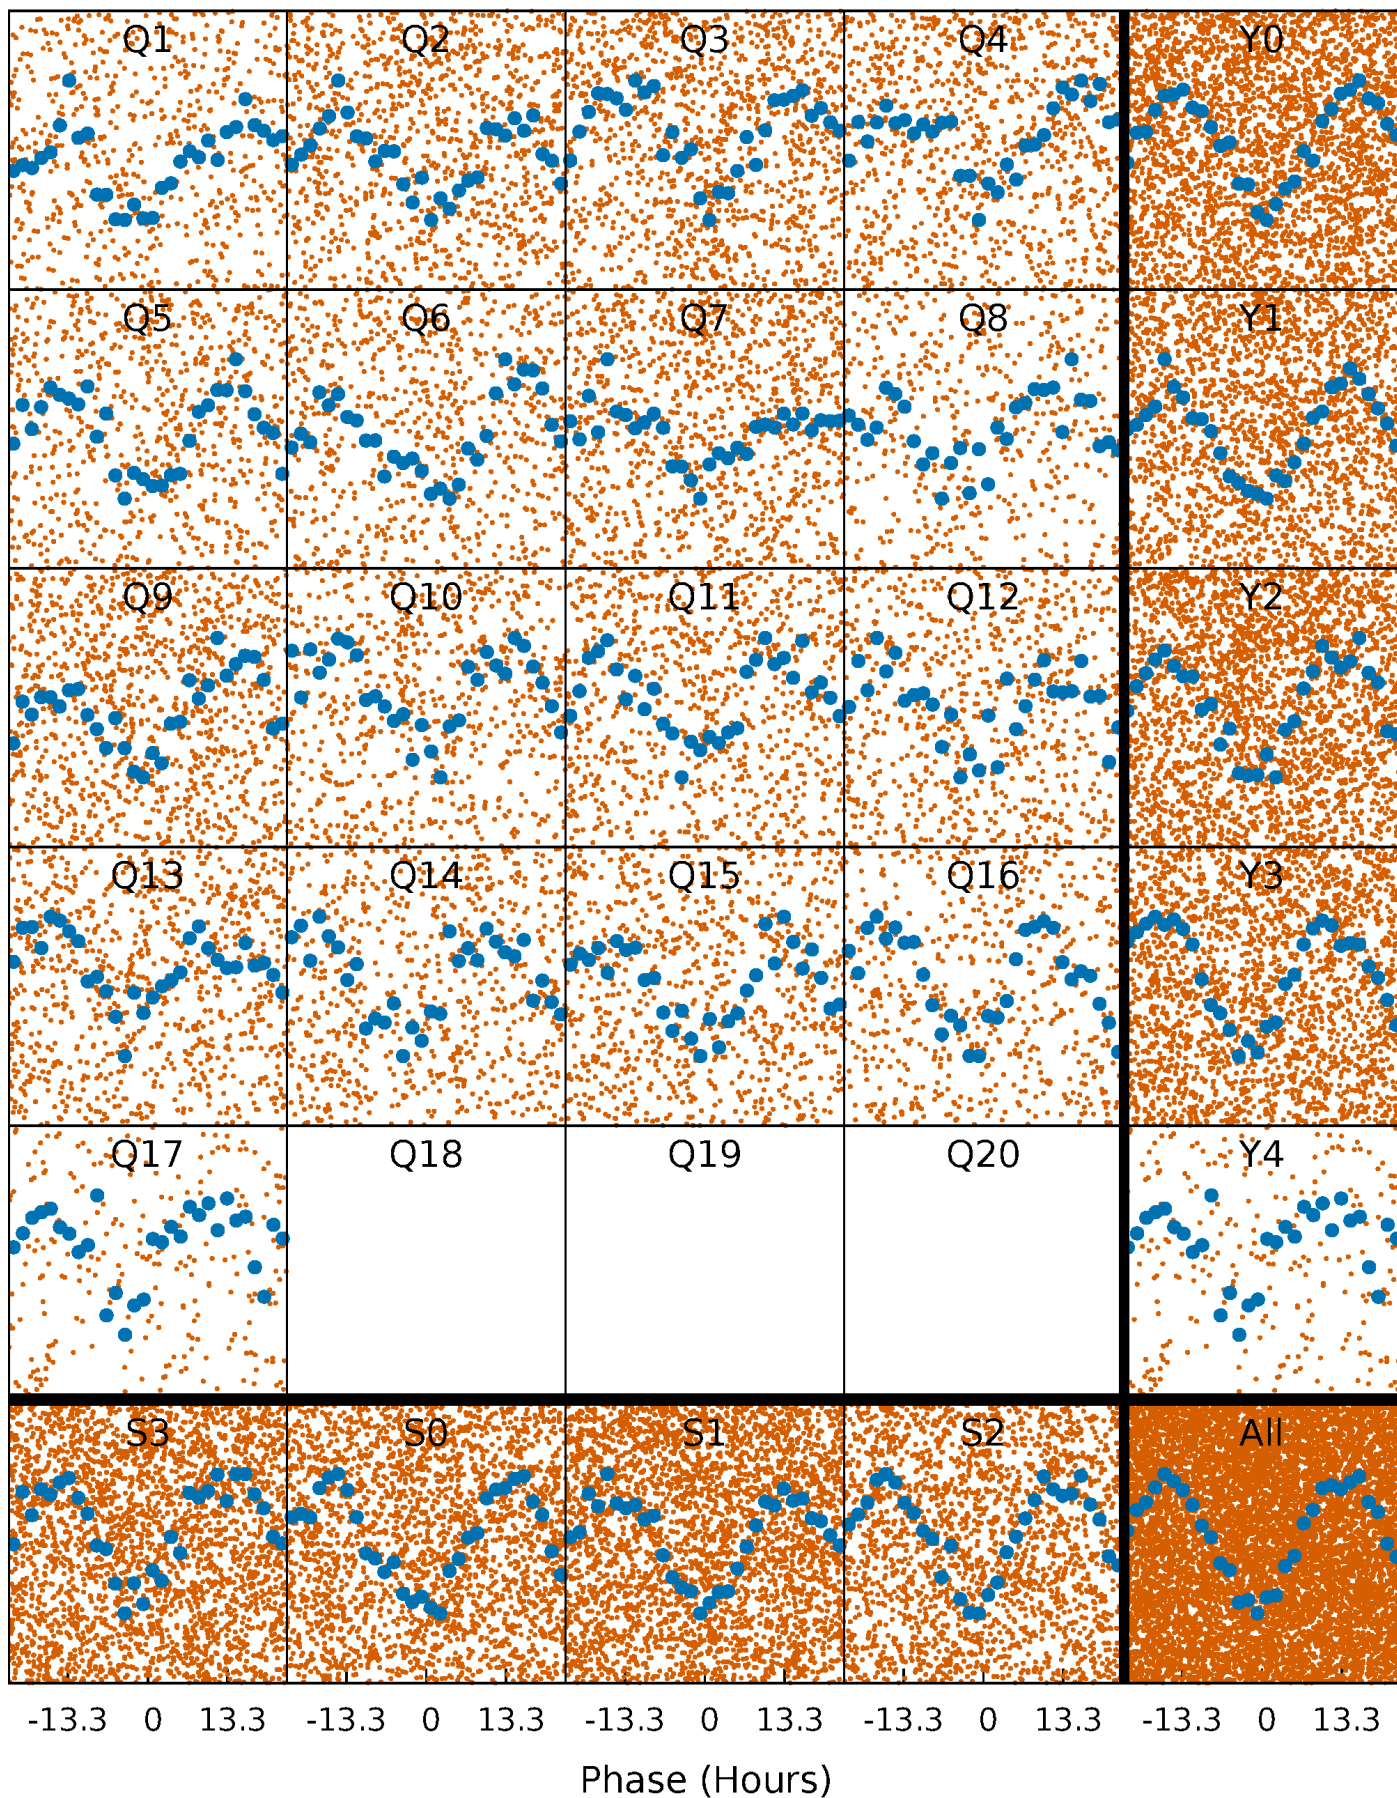 Q1 Q2 Q3 Q4 Y0
Q5 Q6 Q7 Q8 Y1
Q9 Q10 Q11 Q12 Y2
Q13 Q14 Q15 Q16 Y3
Q17 Q18 Q19 Q20 Y4
S3 S0 S1 S2 All
-13.3 0 13.3 -13.3 0 13.3 -13.3 0 13.3 -13.3 0 13.3 -13.3 0 13.3
Phase (Hours)